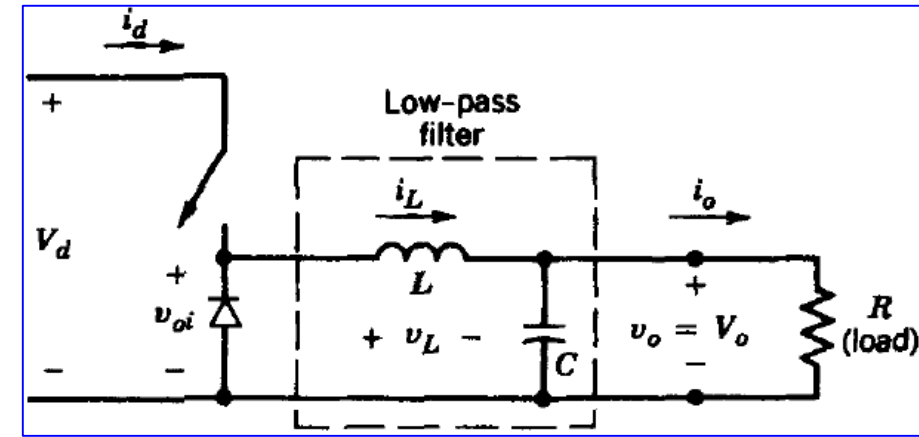 i_d
+
Low-pass
filter
i_L
i_o
V_d
+
L
+
v_oi
+ v_L −
C
v_o = V_o
R
(load)
−
−
−